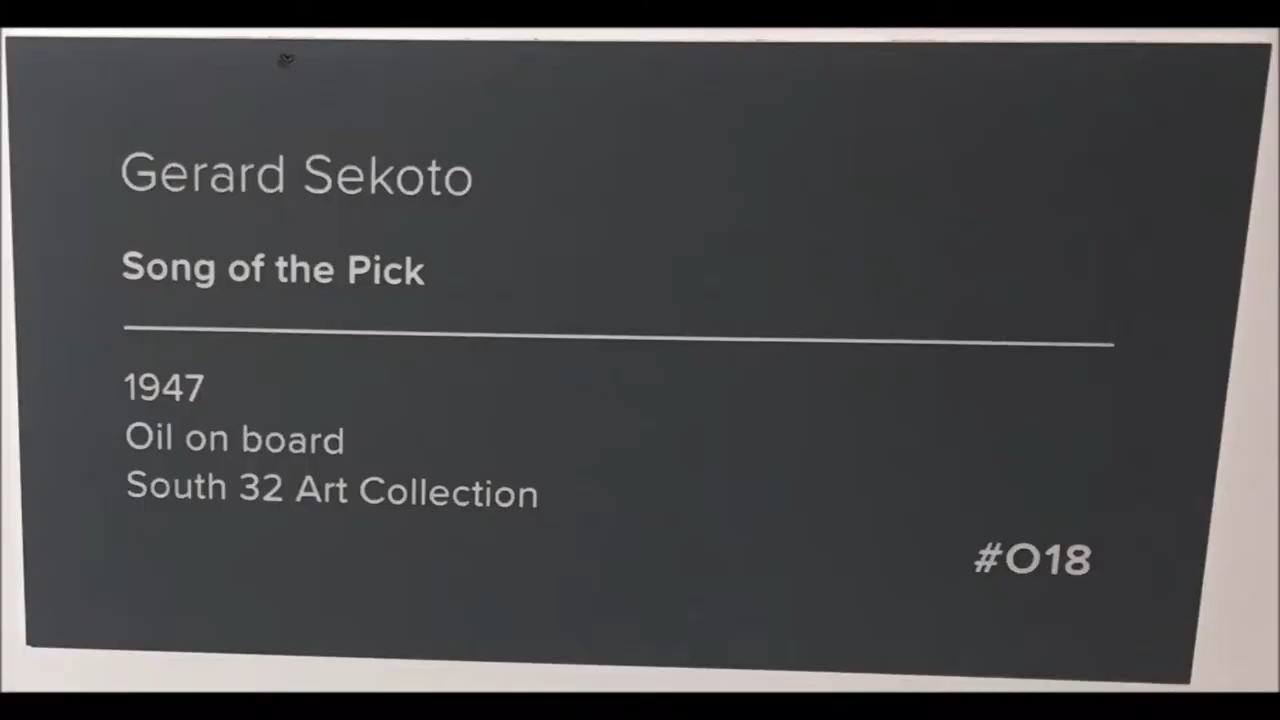 Gerard Sekoto
Song of the Pick
1947
Oil on board
South 32 Art Collection
#O18